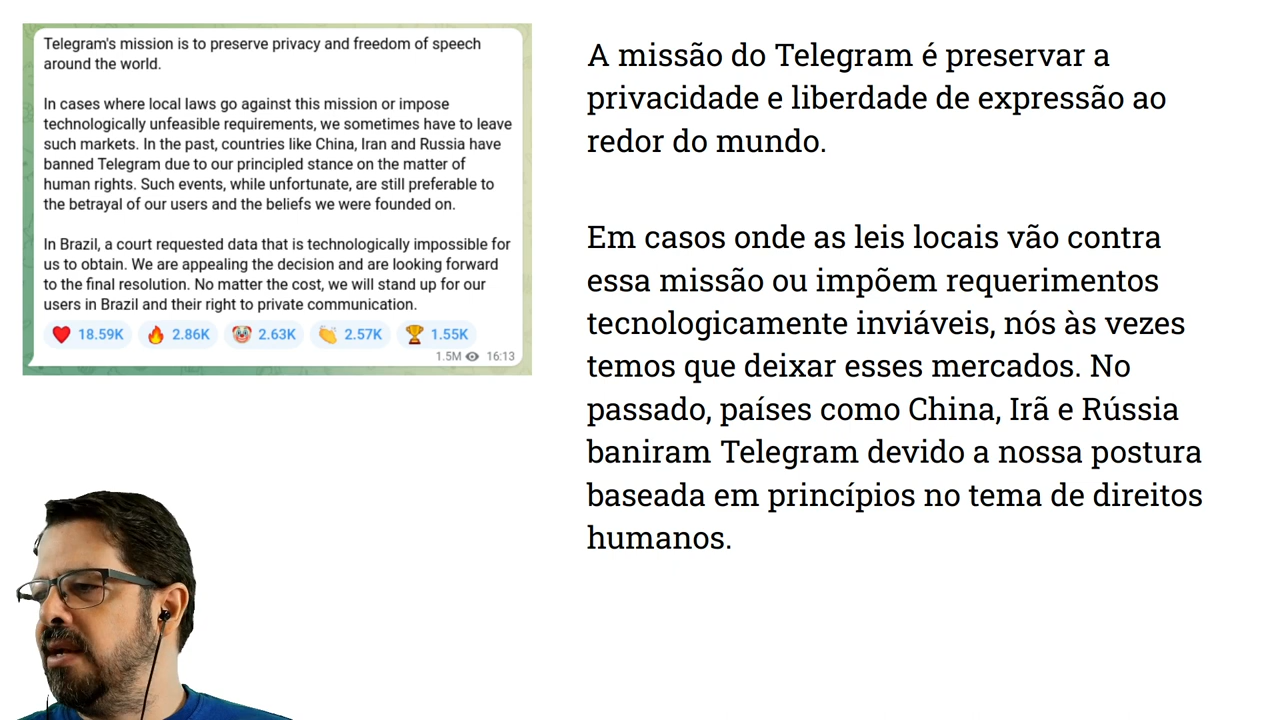 Telegram's mission is to preserve privacy and freedom of speech
around the world.
In cases where local laws go against this mission or impose
technologically unfeasible requirements, we sometimes have to leave
such markets. In the past, countries like China, Iran and Russia have
banned Telegram due to our principled stance on the matter of
human rights. Such events, while unfortunate, are still preferable to
the betrayal of our users and the beliefs we were founded on.
In Brazil, a court requested data that is technologically impossible for
us to obtain. We are appealing the decision and are looking forward
to the final resolution. No matter the cost, we will stand up for our
users in Brazil and their right to private communication.
18.59K 2.86K 2.63K 2.57K 1.55K
1.5M 16:13
A missão do Telegram é preservar a
privacidade e liberdade de expressão ao
redor do mundo.
Em casos onde as leis locais vão contra
essa missão ou impõem requerimentos
tecnologicamente inviáveis, nós às vezes
temos que deixar esses mercados. No
passado, países como China, Irã e Rússia
baniram Telegram devido a nossa postura
baseada em princípios no tema de direitos
humanos.